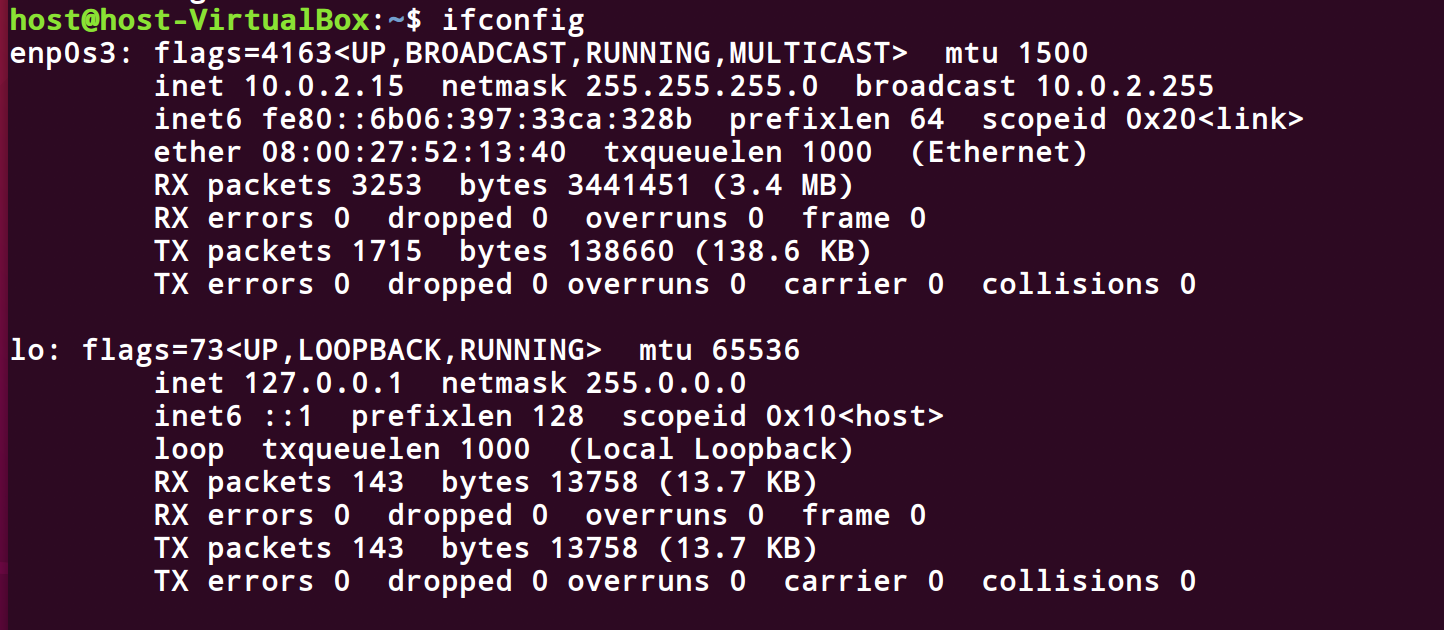 host@host-VirtualBox:~$ ifconfig
enp0s3: flags=4163<UP,BROADCAST,RUNNING,MULTICAST>  mtu 1500
        inet 10.0.2.15  netmask 255.255.255.0  broadcast 10.0.2.255
        inet6 fe80::6b06:397:33ca:328b  prefixlen 64  scopeid 0x20<link>
        ether 08:00:27:52:13:40  txqueuelen 1000  (Ethernet)
        RX packets 3253  bytes 3441451 (3.4 MB)
        RX errors 0  dropped 0  overruns 0  frame 0
        TX packets 1715  bytes 138660 (138.6 KB)
        TX errors 0  dropped 0 overruns 0  carrier 0  collisions 0

lo: flags=73<UP,LOOPBACK,RUNNING>  mtu 65536
        inet 127.0.0.1  netmask 255.0.0.0
        inet6 ::1  prefixlen 128  scopeid 0x10<host>
        loop  txqueuelen 1000  (Local Loopback)
        RX packets 143  bytes 13758 (13.7 KB)
        RX errors 0  dropped 0  overruns 0  frame 0
        TX packets 143  bytes 13758 (13.7 KB)
        TX errors 0  dropped 0 overruns 0  carrier 0  collisions 0